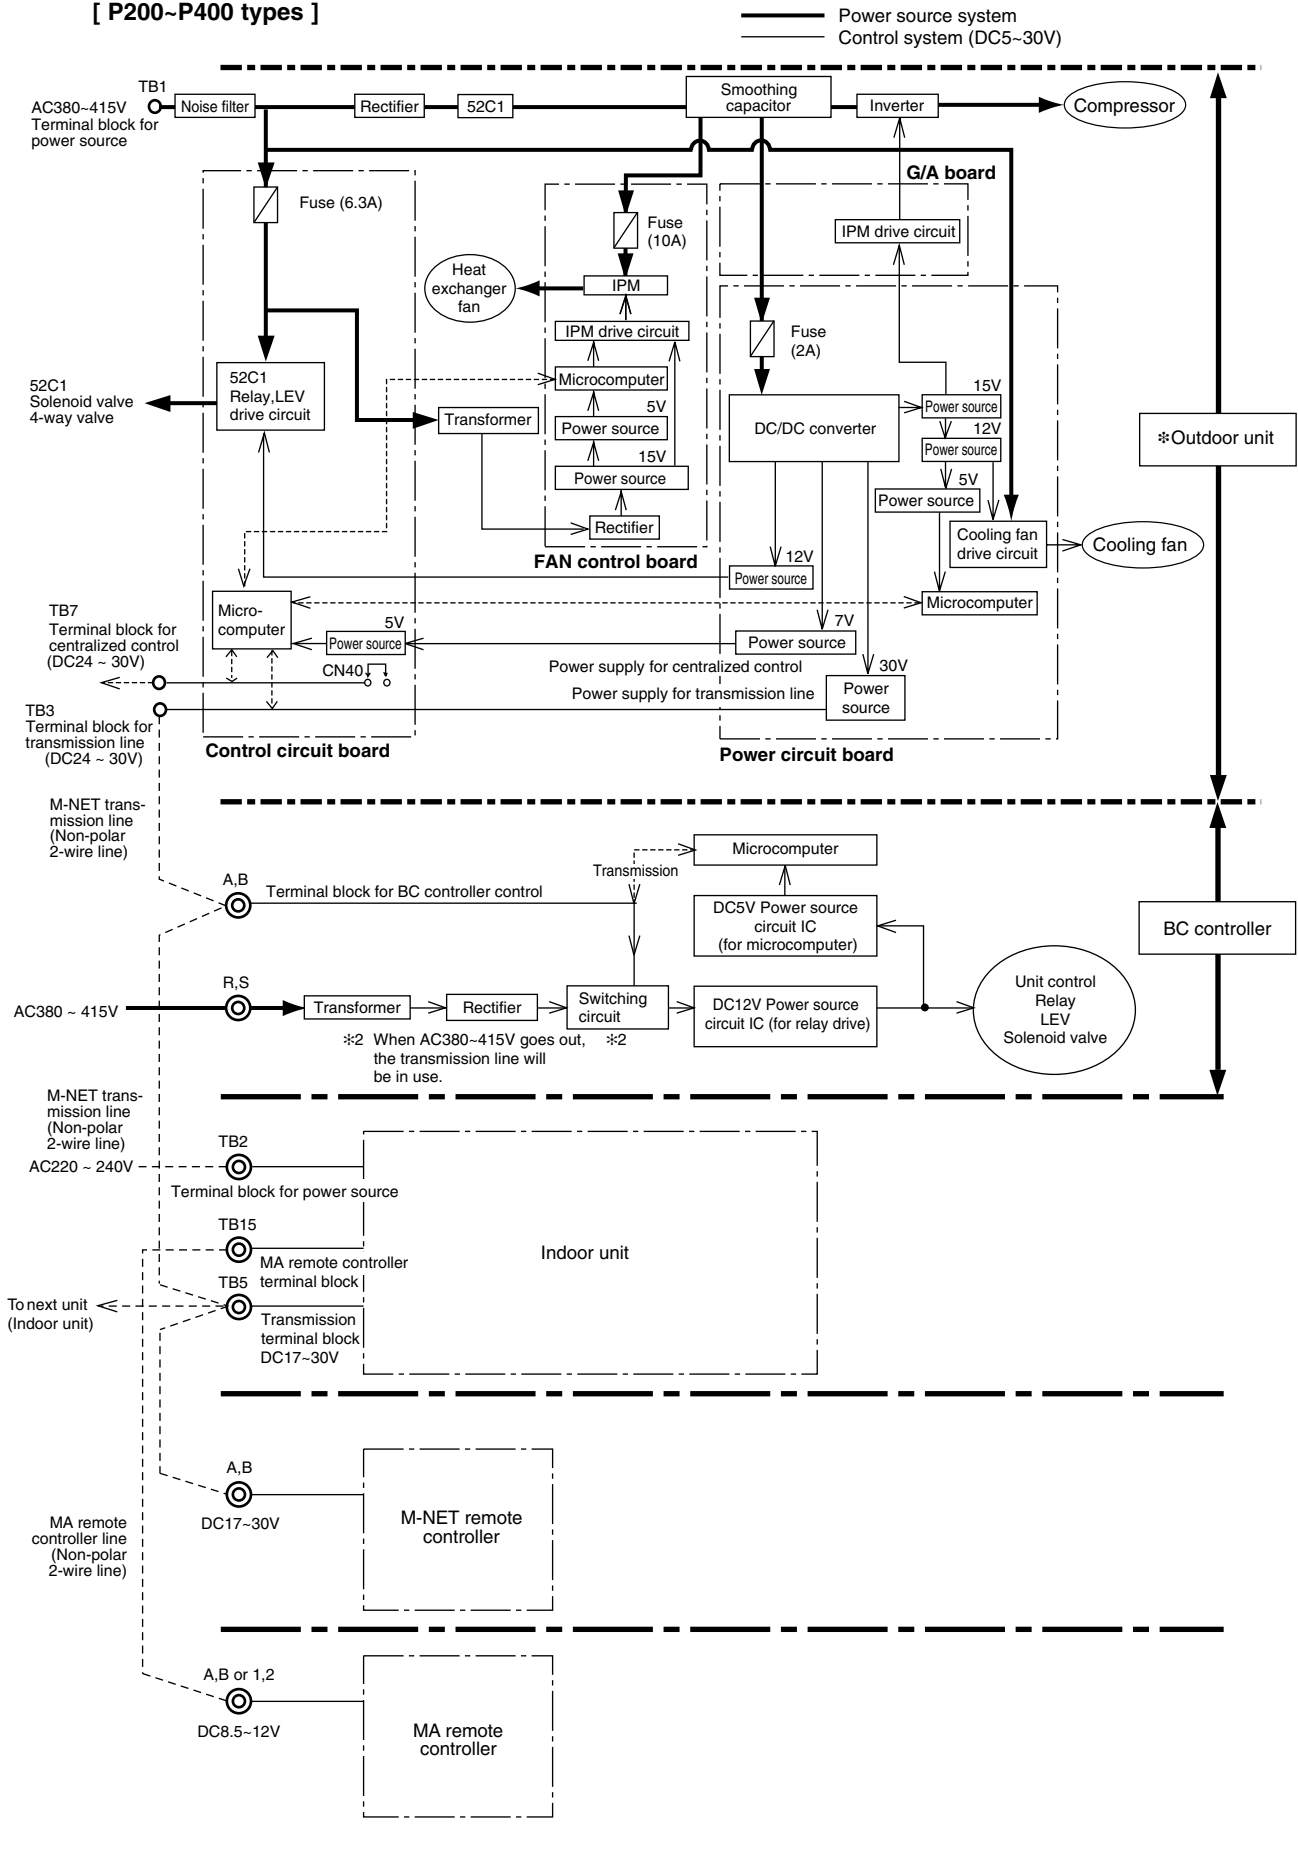 [ P200~P400 types ]
Power source system
Control system (DC5~30V)
TB1
AC380~415V
Terminal block for
power source
Noise filter
Rectifier
52C1
Smoothing
capacitor
Inverter
Compressor
G/A board
Fuse (6.3A)
Fuse
(10A)
IPM drive circuit
Heat
exchanger
fan
IPM
IPM drive circuit
Fuse
(2A)
52C1
Solenoid valve
4-way valve
52C1
Relay,LEV
drive circuit
Microcomputer
5V
Power source
15V
Power source
Rectifier
FAN control board
Transformer
DC/DC converter
15V
Power source
12V
Power source
5V
Power source
Cooling fan
drive circuit
Cooling fan
✻Outdoor unit
12V
Power source
Microcomputer
TB7
Terminal block for
centralized control
(DC24 ~ 30V)
Micro-
computer
5V
Power source
CN40
7V
Power source
Power supply for centralized control
30V
Power
source
Power supply for transmission line
TB3
Terminal block for
transmission line
(DC24 ~ 30V)
Control circuit board
Power circuit board
M-NET trans-
mission line
(Non-polar
2-wire line)
A,B
Terminal block for BC controller control
Transmission
Microcomputer
DC5V Power source
circuit IC
(for microcomputer)
BC controller
R,S
AC380 ~ 415V
Transformer
Rectifier
Switching
circuit
DC12V Power source
circuit IC (for relay drive)
Unit control
Relay
LEV
Solenoid valve
✻2 When AC380~415V goes out,
the transmission line will
be in use.
✻2
M-NET trans-
mission line
(Non-polar
2-wire line)
TB2
AC220 ~ 240V
Terminal block for power source
TB15
MA remote controller
terminal block
Indoor unit
TB5
To next unit
(Indoor unit)
Transmission
terminal block
DC17~30V
A,B
DC17~30V
M-NET remote
controller
MA remote
controller line
(Non-polar
2-wire line)
A,B or 1,2
DC8.5~12V
MA remote
controller